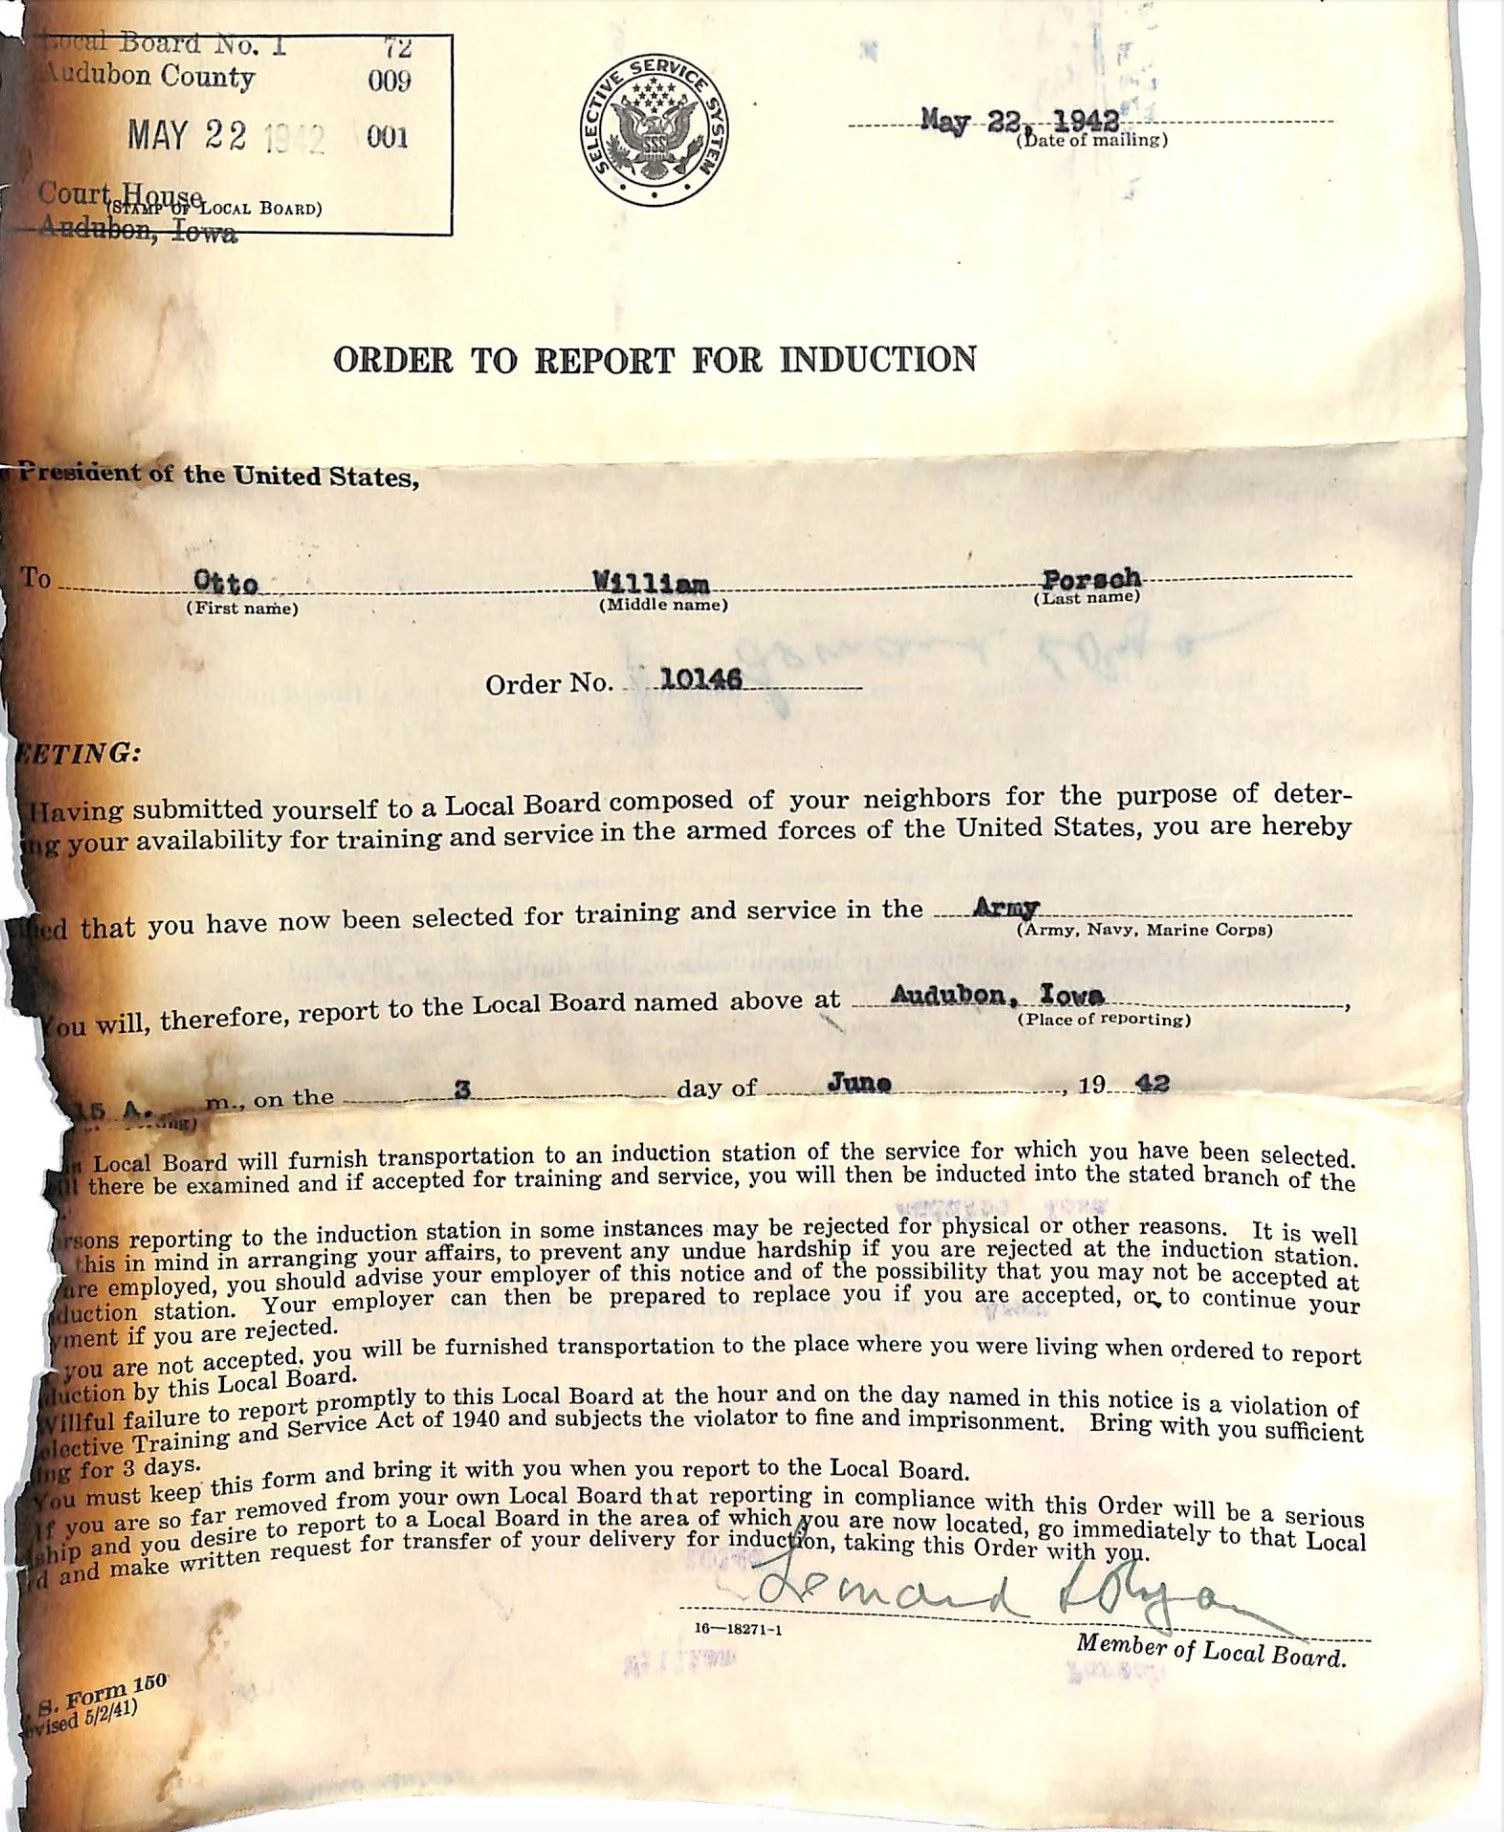 Local Board No. 1 72
Audubon County 009
MAY 22 1942 001
Court House
(STAMP OF LOCAL BOARD)
Audubon, Iowa
SELECTIVE SERVICE SYSTEM
SSS
May 22, 1942
(Date of mailing)
ORDER TO REPORT FOR INDUCTION
President of the United States,
To Otto William Porsch
(First name) (Middle name) (Last name)
Order No. 10146
EETING:
Having submitted yourself to a Local Board composed of your neighbors for the purpose of deter-
ing your availability for training and service in the armed forces of the United States, you are hereby
ied that you have now been selected for training and service in the Army
(Army, Navy, Marine Corps)
You will, therefore, report to the Local Board named above at Audubon, Iowa,
(Place of reporting)
15 A. m., on the 3 day of June, 19 42
Local Board will furnish transportation to an induction station of the service for which you have been selected.
ll there be examined and if accepted for training and service, you will then be inducted into the stated branch of the
rsons reporting to the induction station in some instances may be rejected for physical or other reasons. It is well
this in mind in arranging your affairs, to prevent any undue hardship if you are rejected at the induction station.
are employed, you should advise your employer of this notice and of the possibility that you may not be accepted at
duction station. Your employer can then be prepared to replace you if you are accepted, or to continue your
yment if you are rejected.
you are not accepted, you will be furnished transportation to the place where you were living when ordered to report
duction by this Local Board.
Willful failure to report promptly to this Local Board at the hour and on the day named in this notice is a violation of
elective Training and Service Act of 1940 and subjects the violator to fine and imprisonment. Bring with you sufficient
ing for 3 days.
You must keep this form and bring it with you when you report to the Local Board.
If you are so far removed from your own Local Board that reporting in compliance with this Order will be a serious
ship and you desire to report to a Local Board in the area of which you are now located, go immediately to that Local
d and make written request for transfer of your delivery for induction, taking this Order with you.
16—18271-1
Member of Local Board.
S. Form 150
vised 5/2/41)